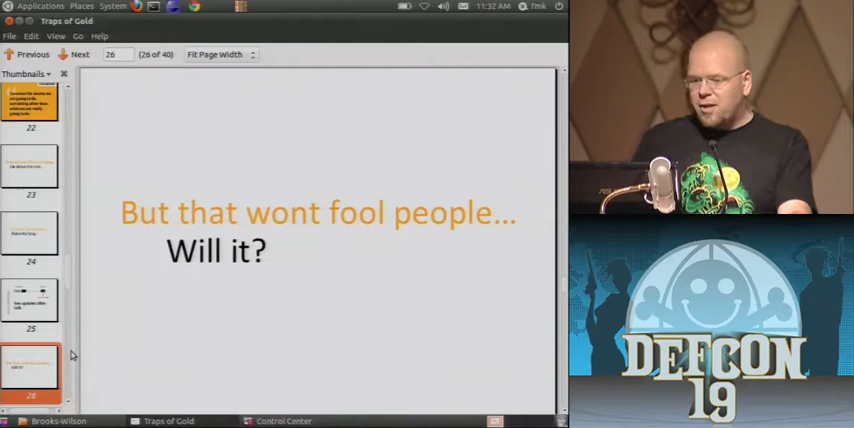 Applications Places System
11:32 AM fmk
Traps of Gold
File Edit View Go Help
Previous Next 26 (26 of 40) Fit Page Width
Thumbnails
22
23
24
25
26
But that wont fool people...
Will it?
Brooks-Wilson Traps of Gold Control Center
DEFCON
19